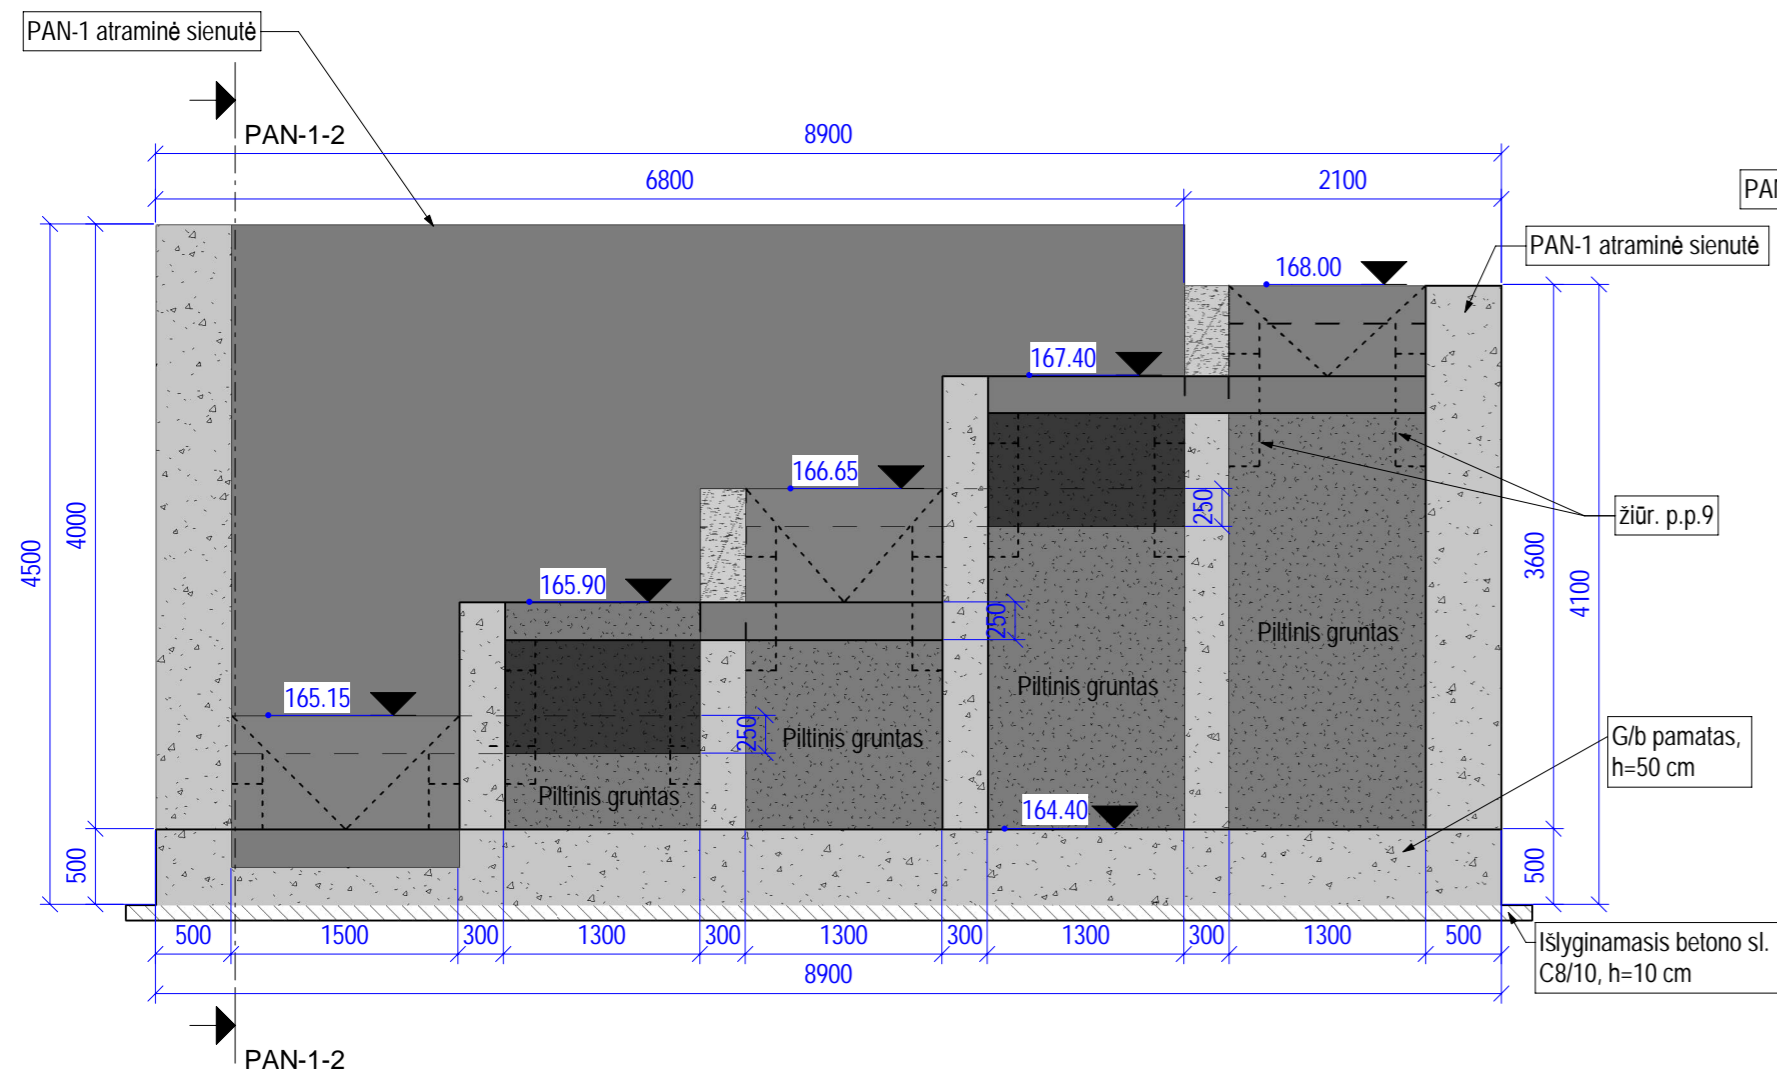 PAN-1 atraminė sienutė
PAN-1-2
8900
6800
2100
PAN
PAN-1 atraminė sienutė
168.00
167.40
166.65
165.90
165.15
164.40
4500
4000
500
250
250
250
3600
4100
500
žiūr. p.p.9
Piltinis gruntas
Piltinis gruntas
Piltinis gruntas
Piltinis gruntas
G/b pamatas,
h=50 cm
500
1500
300
1300
300
1300
300
1300
300
1300
500
8900
Išlyginamasis betono sl.
C8/10, h=10 cm
PAN-1-2